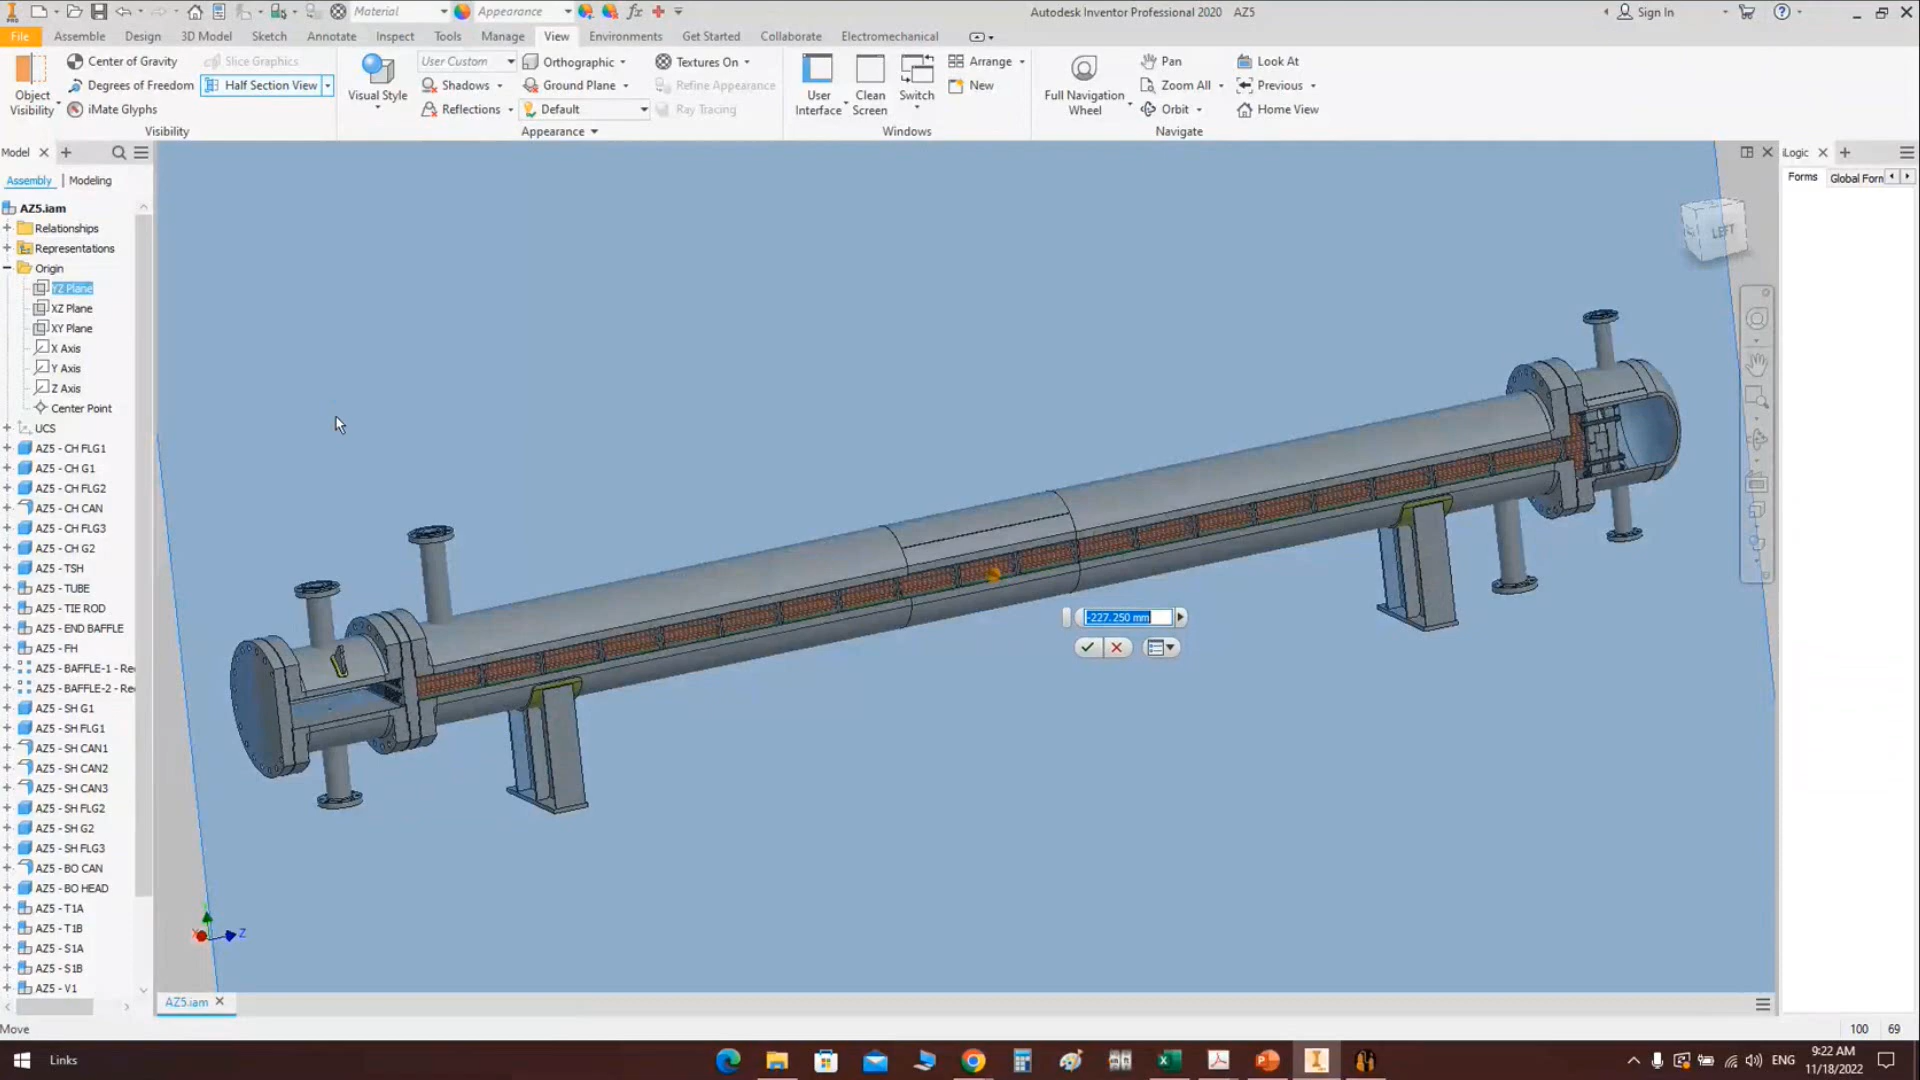 Material
Appearance
Autodesk Inventor Professional 2020 AZ5
Sign In
File Assemble Design 3D Model Sketch Annotate Inspect Tools Manage View Environments Get Started Collaborate Electromechanical
Object Visibility
Center of Gravity
Degrees of Freedom
iMate Glyphs
Slice Graphics
Half Section View
Visibility
Visual Style
User Custom
Shadows
Reflections
Orthographic
Ground Plane
Default
Textures On
Refine Appearance
Ray Tracing
Appearance
User Interface
Clean Screen
Switch
Arrange
New
Windows
Full Navigation Wheel
Pan
Zoom All
Orbit
Look At
Previous
Home View
Navigate
Model
Assembly | Modeling
AZ5.iam
Relationships
Representations
Origin
YZ Plane
XZ Plane
XY Plane
X Axis
Y Axis
Z Axis
Center Point
UCS
AZ5 - CH FLG1
AZ5 - CH G1
AZ5 - CH FLG2
AZ5 - CH CAN
AZ5 - CH FLG3
AZ5 - CH G2
AZ5 - TSH
AZ5 - TUBE
AZ5 - TIE ROD
AZ5 - END BAFFLE
AZ5 - FH
AZ5 - BAFFLE-1 - Re
AZ5 - BAFFLE-2 - Re
AZ5 - SH G1
AZ5 - SH FLG1
AZ5 - SH CAN1
AZ5 - SH CAN2
AZ5 - SH CAN3
AZ5 - SH FLG2
AZ5 - SH G2
AZ5 - SH FLG3
AZ5 - BO CAN
AZ5 - BO HEAD
AZ5 - T1A
AZ5 - T1B
AZ5 - S1A
AZ5 - S1B
AZ5 - V1
LEFT
-227.250 mm
X
Z
iLogic
Forms Global Forn
AZ5.iam
Move
100 69
Links
ENG
9:22 AM
11/18/2022